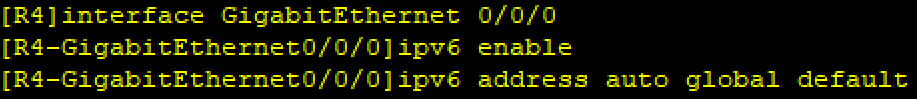 [R4]interface GigabitEthernet 0/0/0
[R4-GigabitEthernet0/0/0]ipv6 enable
[R4-GigabitEthernet0/0/0]ipv6 address auto global default